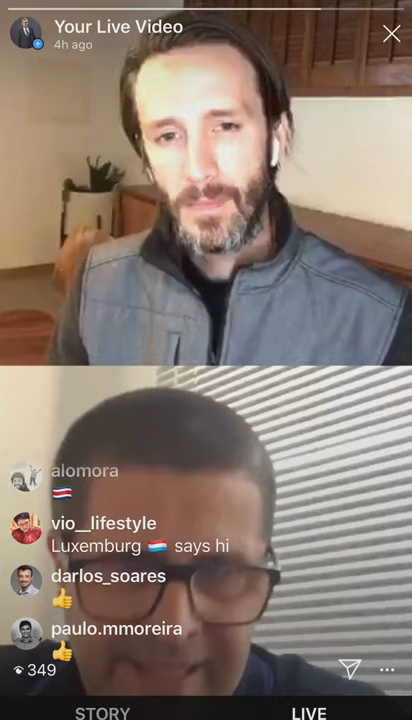 Your Live Video
4h ago
alomora
🇨🇷
vio__lifestyle
Luxemburg 🇱🇺 says hi
darlos_soares
👍
paulo.mmoreira
👍
349
STORY
LIVE